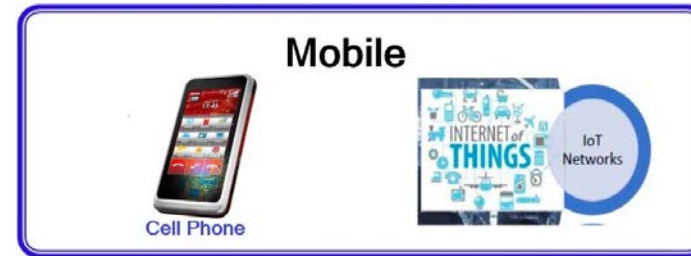 Mobile
INTERNET of
THINGS
IoT
Networks
Cell Phone